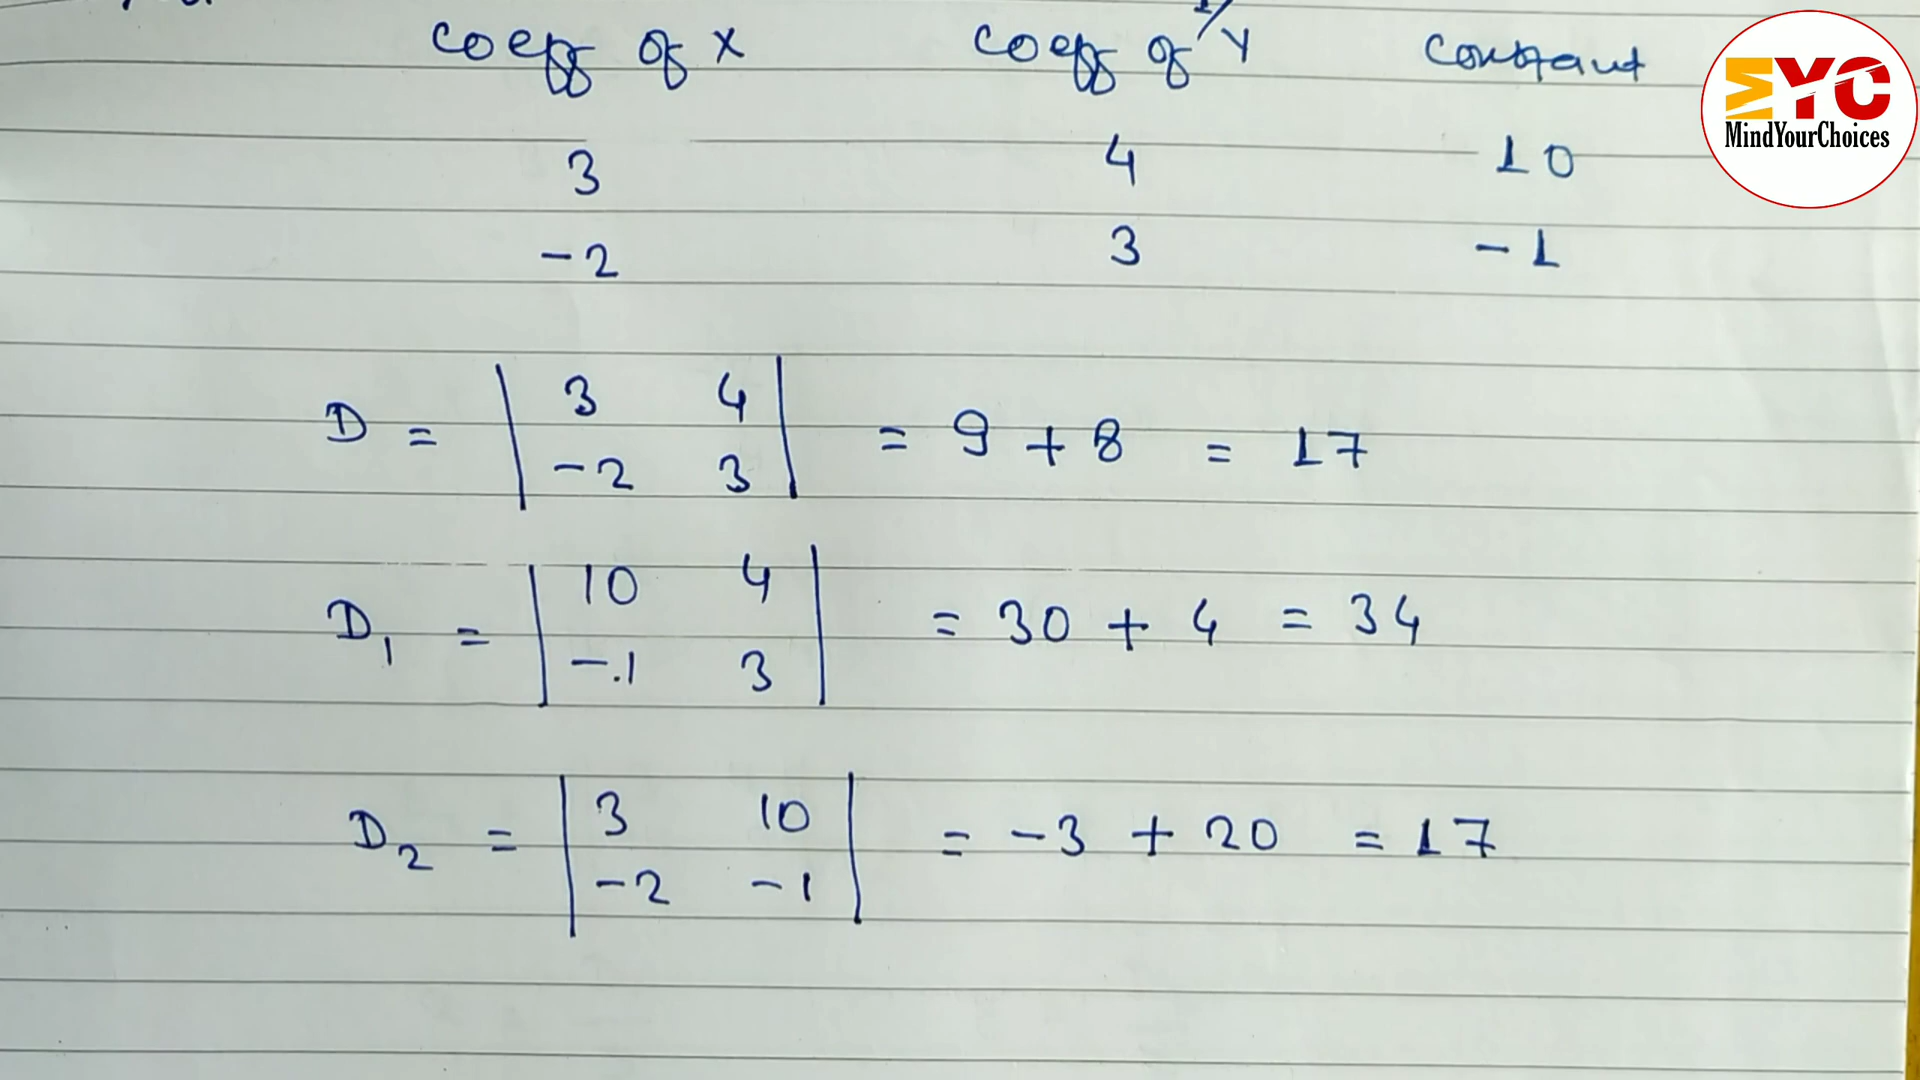 coeff of x coeff of 1/y constant
MYC
MindYourChoices
3 4 10
-2 3 -1
D = | 3 4 | = 9 + 8 = 17
| -2 3 |
D1 = | 10 4 | = 30 + 4 = 34
| -.1 3 |
D2 = | 3 10 | = -3 + 20 = 17
| -2 -1 |